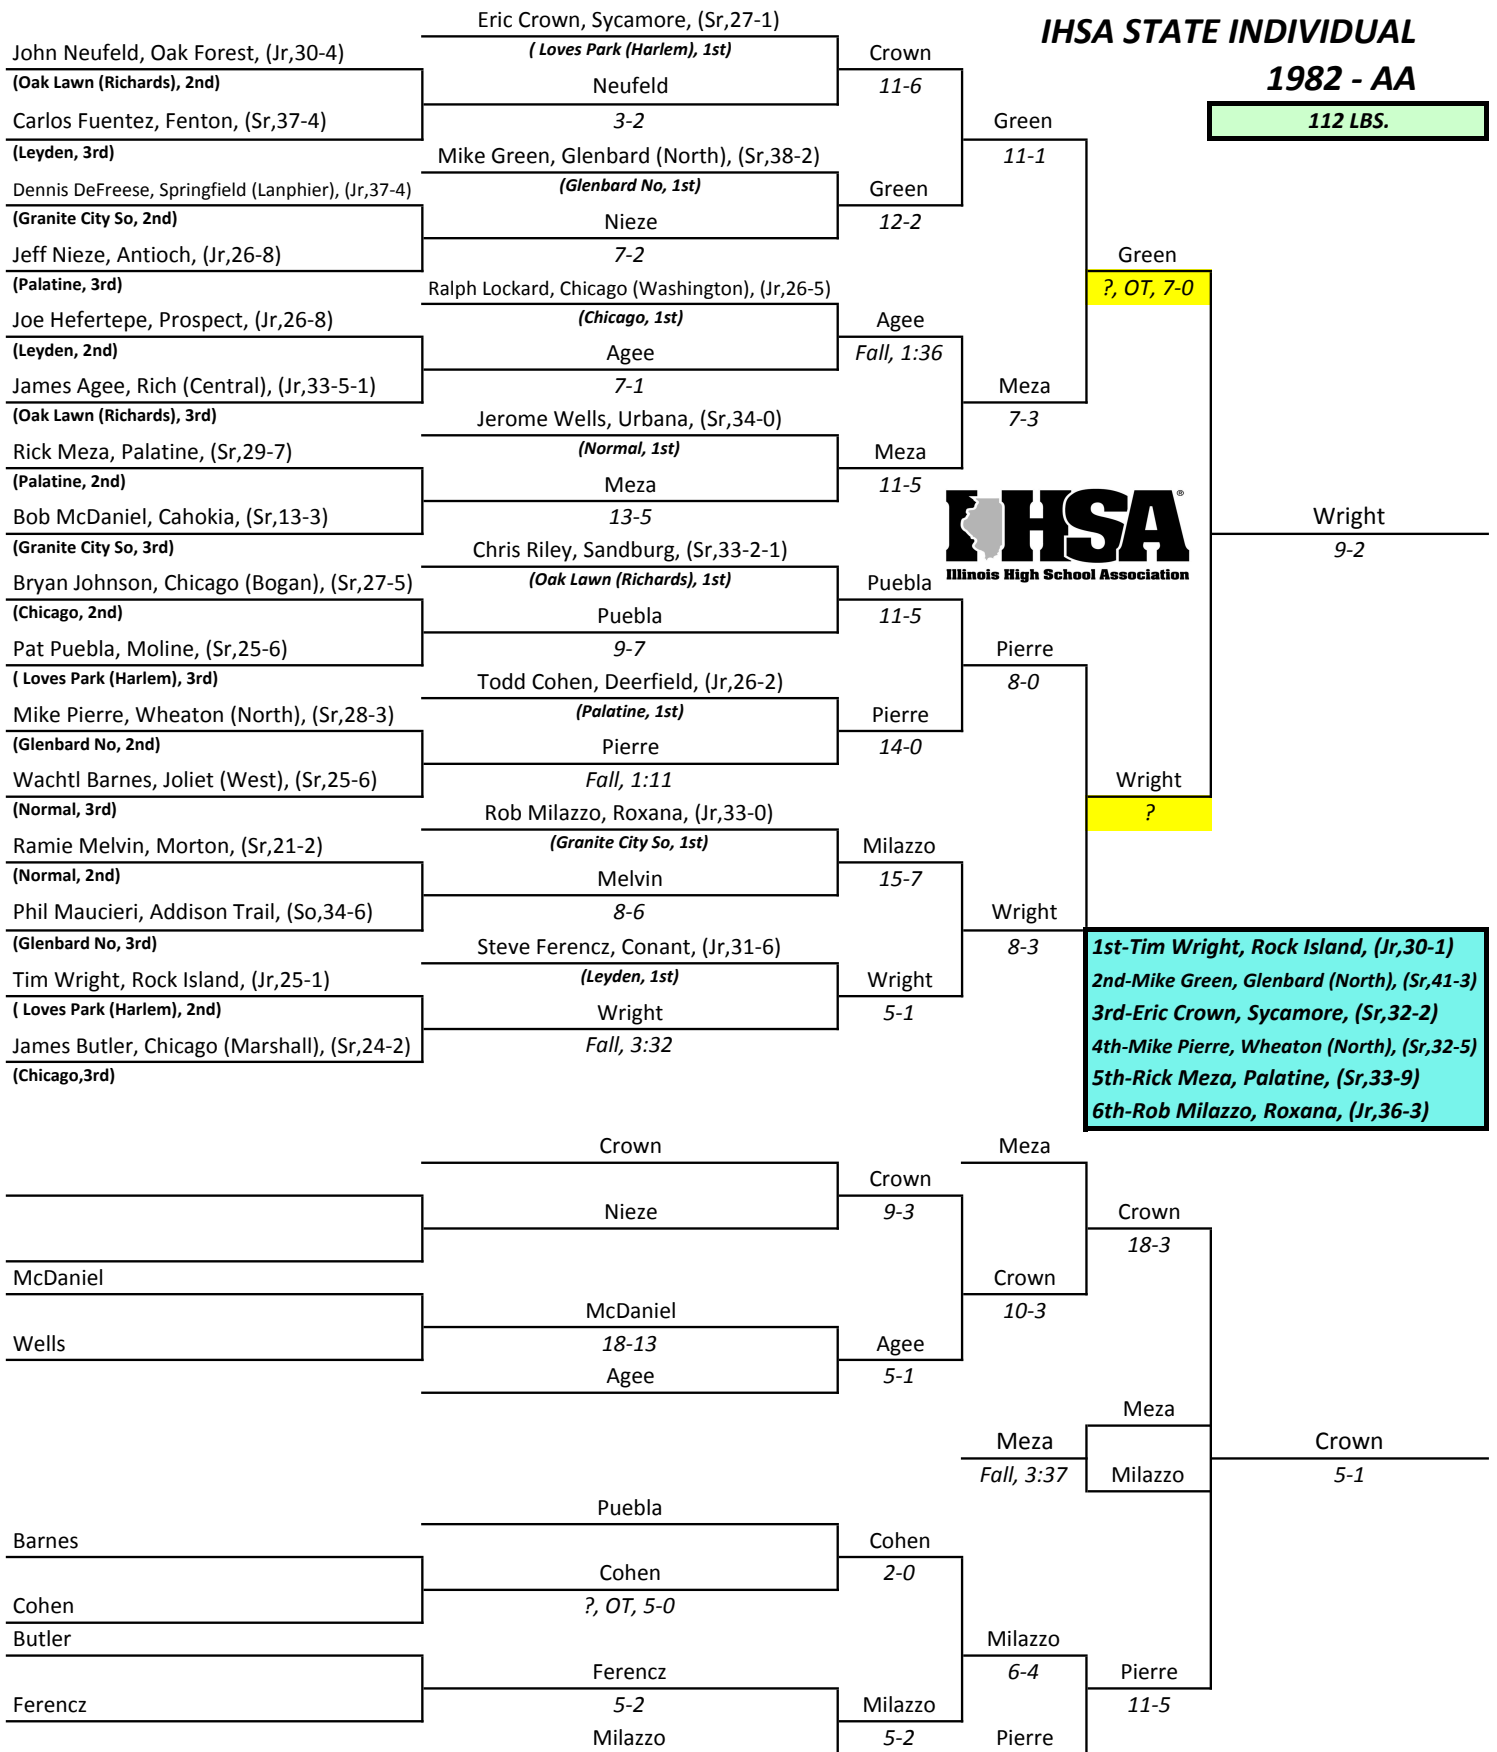 Eric Crown, Sycamore, (Sr,27-1)
IHSA STATE INDIVIDUAL
John Neufeld, Oak Forest, (Jr,30-4)
( Loves Park (Harlem), 1st)
Crown
(Oak Lawn (Richards), 2nd)
Neufeld
11-6
1982 - AA
Carlos Fuentez, Fenton, (Sr,37-4)
3-2
Green
112 LBS.
(Leyden, 3rd)
Mike Green, Glenbard (North), (Sr,38-2)
11-1
Dennis DeFreese, Springfield (Lanphier), (Jr,37-4)
(Glenbard No, 1st)
Green
(Granite City So, 2nd)
Nieze
12-2
Jeff Nieze, Antioch, (Jr,26-8)
7-2
Green
(Palatine, 3rd)
Ralph Lockard, Chicago (Washington), (Jr,26-5)
?, OT, 7-0
Joe Hefertepe, Prospect, (Jr,26-8)
(Chicago, 1st)
Agee
(Leyden, 2nd)
Agee
Fall, 1:36
James Agee, Rich (Central), (Jr,33-5-1)
7-1
Meza
(Oak Lawn (Richards), 3rd)
Jerome Wells, Urbana, (Sr,34-0)
7-3
Rick Meza, Palatine, (Sr,29-7)
(Normal, 1st)
Meza
(Palatine, 2nd)
Meza
11-5
IHSA
®
Bob McDaniel, Cahokia, (Sr,13-3)
13-5
Wright
(Granite City So, 3rd)
Chris Riley, Sandburg, (Sr,33-2-1)
9-2
Bryan Johnson, Chicago (Bogan), (Sr,27-5)
(Oak Lawn (Richards), 1st)
Puebla
Illinois High School Association
(Chicago, 2nd)
Puebla
11-5
Pat Puebla, Moline, (Sr,25-6)
9-7
Pierre
( Loves Park (Harlem), 3rd)
Todd Cohen, Deerfield, (Jr,26-2)
8-0
Mike Pierre, Wheaton (North), (Sr,28-3)
(Palatine, 1st)
Pierre
(Glenbard No, 2nd)
Pierre
14-0
Wachtl Barnes, Joliet (West), (Sr,25-6)
Fall, 1:11
Wright
(Normal, 3rd)
Rob Milazzo, Roxana, (Jr,33-0)
?
Ramie Melvin, Morton, (Sr,21-2)
(Granite City So, 1st)
Milazzo
(Normal, 2nd)
Melvin
15-7
Phil Maucieri, Addison Trail, (So,34-6)
8-6
Wright
(Glenbard No, 3rd)
Steve Ferencz, Conant, (Jr,31-6)
8-3
1st-Tim Wright, Rock Island, (Jr,30-1)
Tim Wright, Rock Island, (Jr,25-1)
(Leyden, 1st)
Wright
2nd-Mike Green, Glenbard (North), (Sr,41-3)
( Loves Park (Harlem), 2nd)
Wright
5-1
3rd-Eric Crown, Sycamore, (Sr,32-2)
James Butler, Chicago (Marshall), (Sr,24-2)
Fall, 3:32
4th-Mike Pierre, Wheaton (North), (Sr,32-5)
(Chicago,3rd)
5th-Rick Meza, Palatine, (Sr,33-9)
6th-Rob Milazzo, Roxana, (Jr,36-3)
Crown
Meza
Crown
Nieze
9-3
Crown
18-3
McDaniel
Crown
McDaniel
10-3
Wells
18-13
Agee
Agee
5-1
Meza
Meza
Crown
Fall, 3:37
Milazzo
5-1
Puebla
Barnes
Cohen
Cohen
2-0
Cohen
?, OT, 5-0
Butler
Milazzo
Ferencz
6-4
Pierre
Ferencz
5-2
Milazzo
11-5
Milazzo
5-2
Pierre